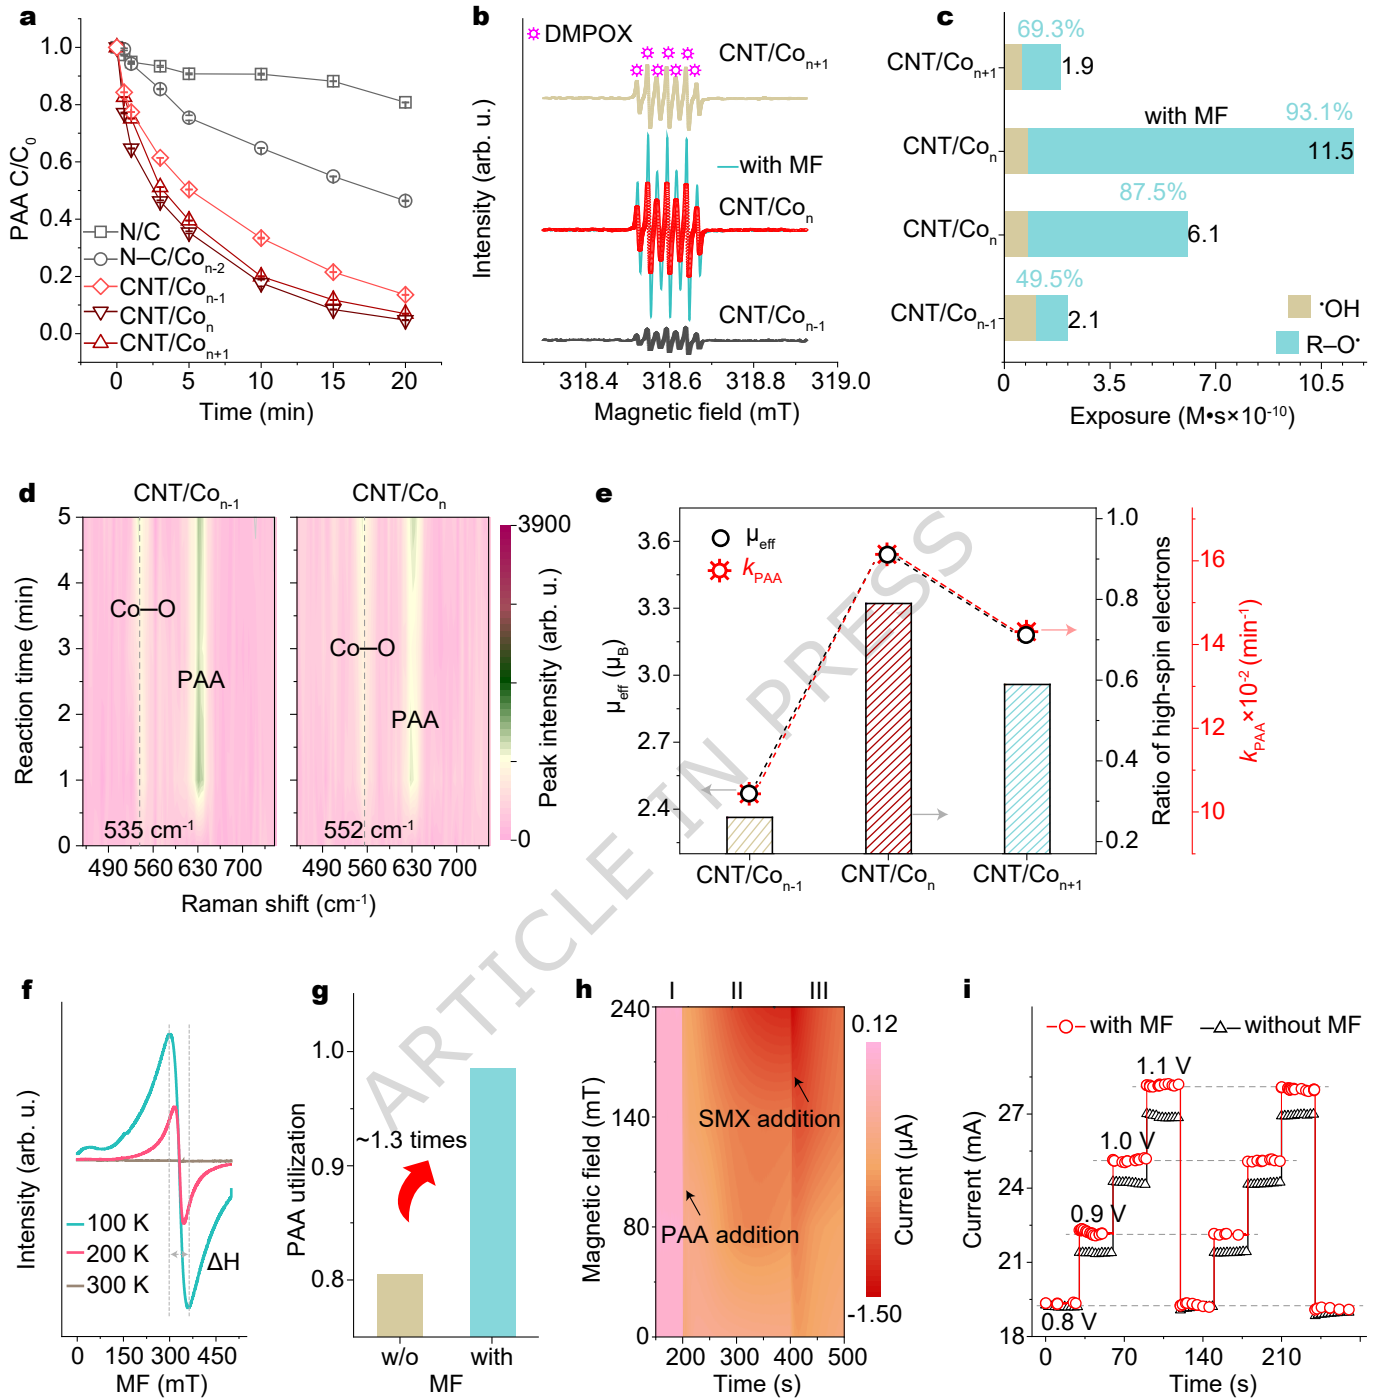 a
PAA C/C0
1.0
0.8
0.6
0.4
0.2
0.0
N/C
N–C/Con-2
CNT/Con-1
CNT/Con
CNT/Con+1
0 5 10 15 20
Time (min)
b
Intensity (arb. u.)
DMPOX
CNT/Con+1
with MF
CNT/Con
CNT/Con-1
318.4 318.6 318.8 319.0
Magnetic field (mT)
c
69.3%
CNT/Con+1
1.9
with MF
93.1%
CNT/Con
11.5
87.5%
CNT/Con
6.1
49.5%
CNT/Con-1
2.1
•OH
R–O•
0 3.5 7.0 10.5
Exposure (M•s×10-10)
d
CNT/Con-1
CNT/Con
Reaction time (min)
5
4
3
2
1
0
Co—O
PAA
535 cm-1
Co—O
PAA
552 cm-1
490 560 630 700
490 560 630 700
Raman shift (cm-1)
3900
0
Peak intensity (arb. u.)
e
μeff
kPAA
μeff (μB)
3.6
3.3
3.0
2.7
2.4
1.0
0.8
0.6
0.4
0.2
Ratio of high-spin electrons
16
14
12
10
kPAA×10-2 (min-1)
CNT/Con-1
CNT/Con
CNT/Con+1
ARTICLE IN PRESS
f
Intensity (arb. u.)
100 K
200 K
300 K
ΔH
0 150 300 450
MF (mT)
g
PAA utilization
1.0
0.9
0.8
~1.3 times
w/o with
MF
h
I II III
Magnetic field (mT)
240
140
80
0
SMX addition
PAA addition
200 300 400 500
Time (s)
0.12
-1.50
Current (μA)
i
with MF
without MF
Current (mA)
27
24
21
18
1.1 V
1.0 V
0.9 V
0.8 V
0 70 140 210
Time (s)